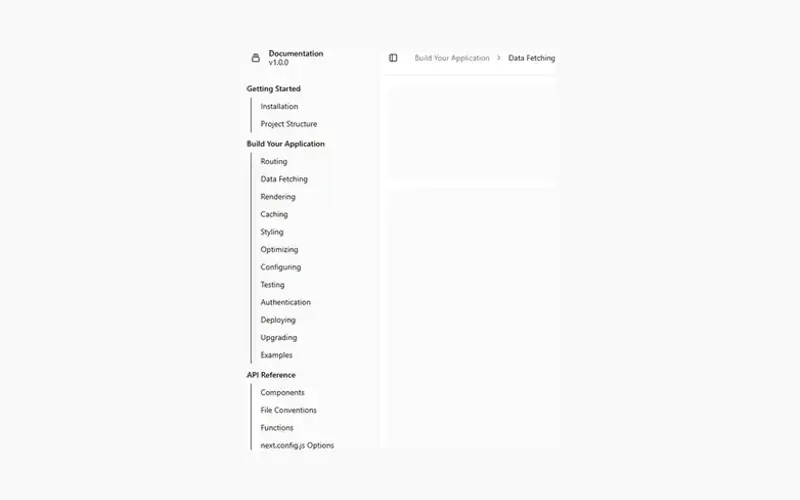 Documentation
v1.0.0
Build Your Application > Data Fetching
Getting Started
Installation
Project Structure
Build Your Application
Routing
Data Fetching
Rendering
Caching
Styling
Optimizing
Configuring
Testing
Authentication
Deploying
Upgrading
Examples
API Reference
Components
File Conventions
Functions
next.config.js Options